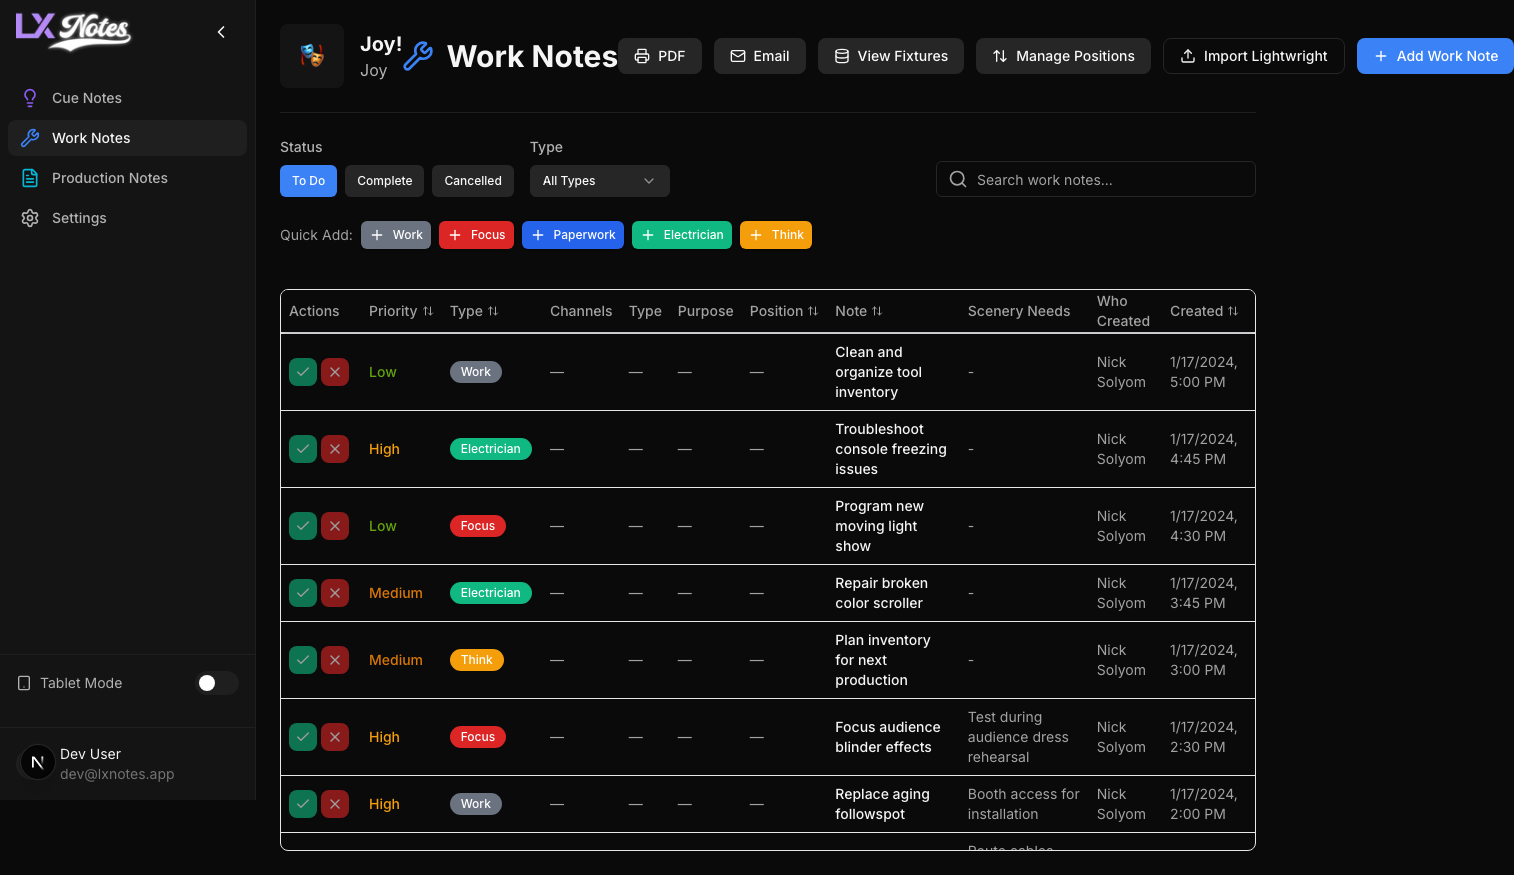 LX Notes
Cue Notes
Work Notes
Production Notes
Settings
Tablet Mode
N
Dev User
dev@lxnotes.app
Joy!
Joy
Work Notes
PDF
Email
View Fixtures
Manage Positions
Import Lightwright
Add Work Note
Status
Type
To Do
Complete
Cancelled
All Types
Search work notes...
Quick Add:
Work
Focus
Paperwork
Electrician
Think
Actions
Priority
Type
Channels
Type
Purpose
Position
Note
Scenery Needs
Who
Created
Created
Low
Work
—
—
—
—
Clean and
organize tool
inventory
-
Nick
Solyom
1/17/2024,
5:00 PM
High
Electrician
—
—
—
—
Troubleshoot
console freezing
issues
-
Nick
Solyom
1/17/2024,
4:45 PM
Low
Focus
—
—
—
—
Program new
moving light
show
-
Nick
Solyom
1/17/2024,
4:30 PM
Medium
Electrician
—
—
—
—
Repair broken
color scroller
-
Nick
Solyom
1/17/2024,
3:45 PM
Medium
Think
—
—
—
—
Plan inventory
for next
production
-
Nick
Solyom
1/17/2024,
3:00 PM
High
Focus
—
—
—
—
Focus audience
blinder effects
Test during
audience dress
rehearsal
Nick
Solyom
1/17/2024,
2:30 PM
High
Work
—
—
—
—
Replace aging
followspot
Booth access for
installation
Nick
Solyom
1/17/2024,
2:00 PM